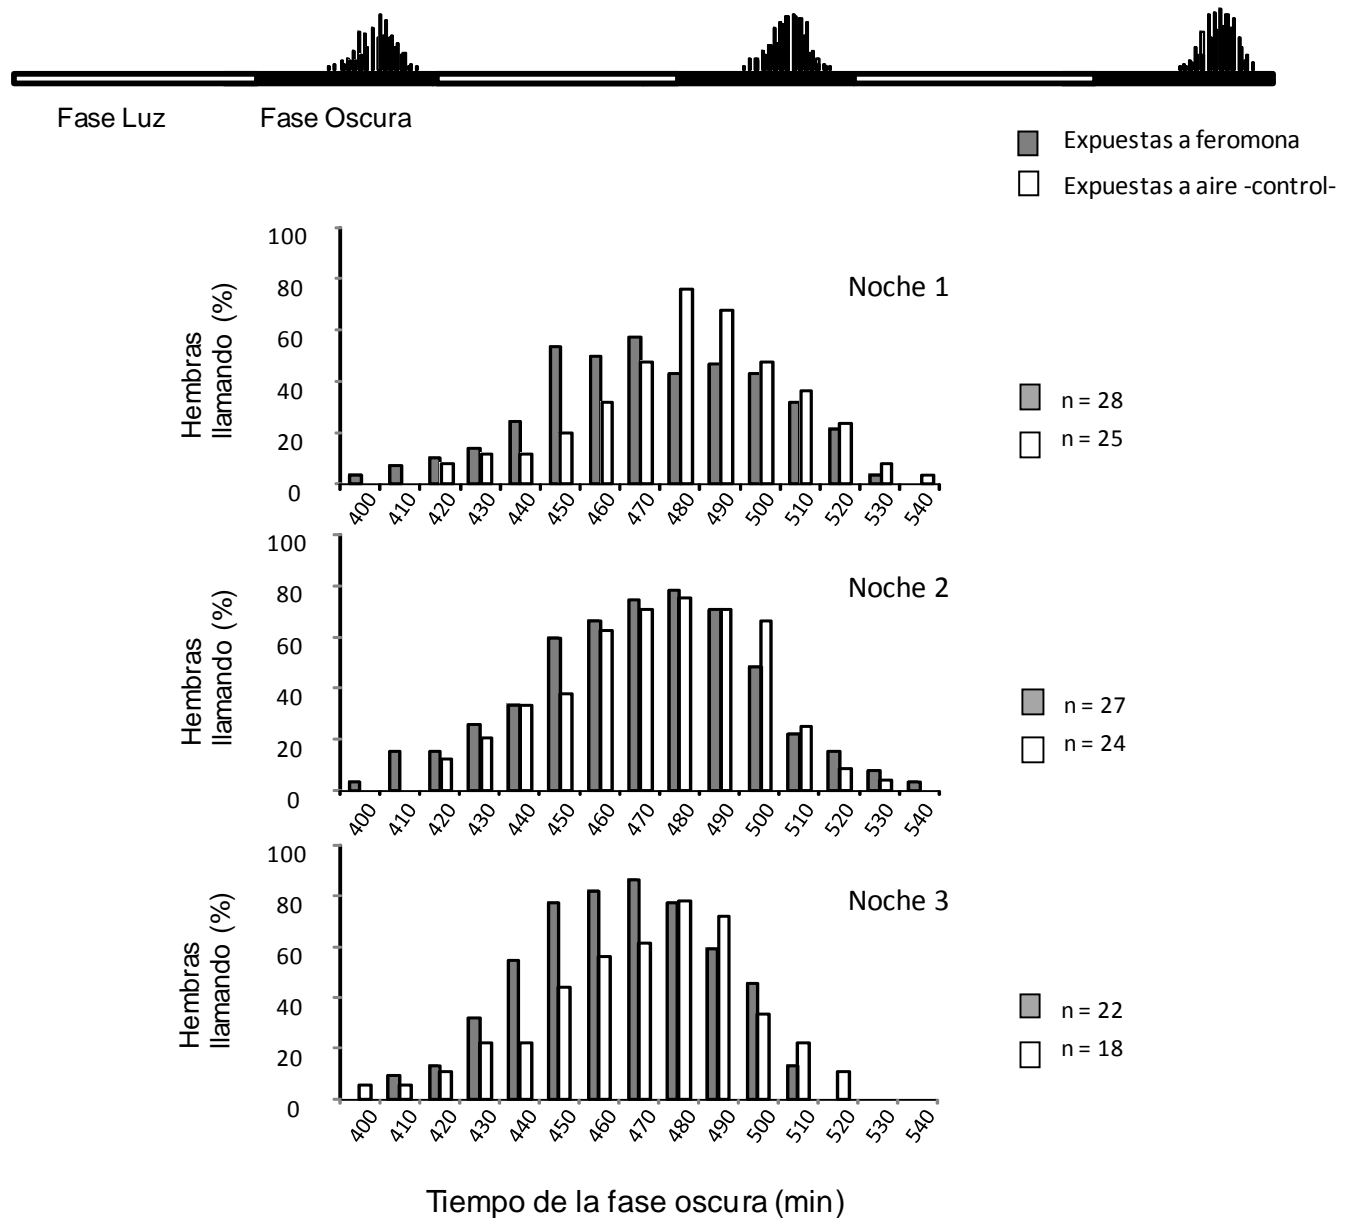 Fase Luz
Fase Oscura
Expuestas a feromona
Expuestas a aire -control-
Hembras
llamando (%)
100
80
60
40
20
0
Noche 1
n = 28
n = 25
400 410 420 430 440 450 460 470 480 490 500 510 520 530 540
Hembras
llamando (%)
100
80
60
40
20
0
Noche 2
n = 27
n = 24
400 410 420 430 440 450 460 470 480 490 500 510 520 530 540
Hembras
llamando (%)
100
80
60
40
20
0
Noche 3
n = 22
n = 18
400 410 420 430 440 450 460 470 480 490 500 510 520 530 540
Tiempo de la fase oscura (min)